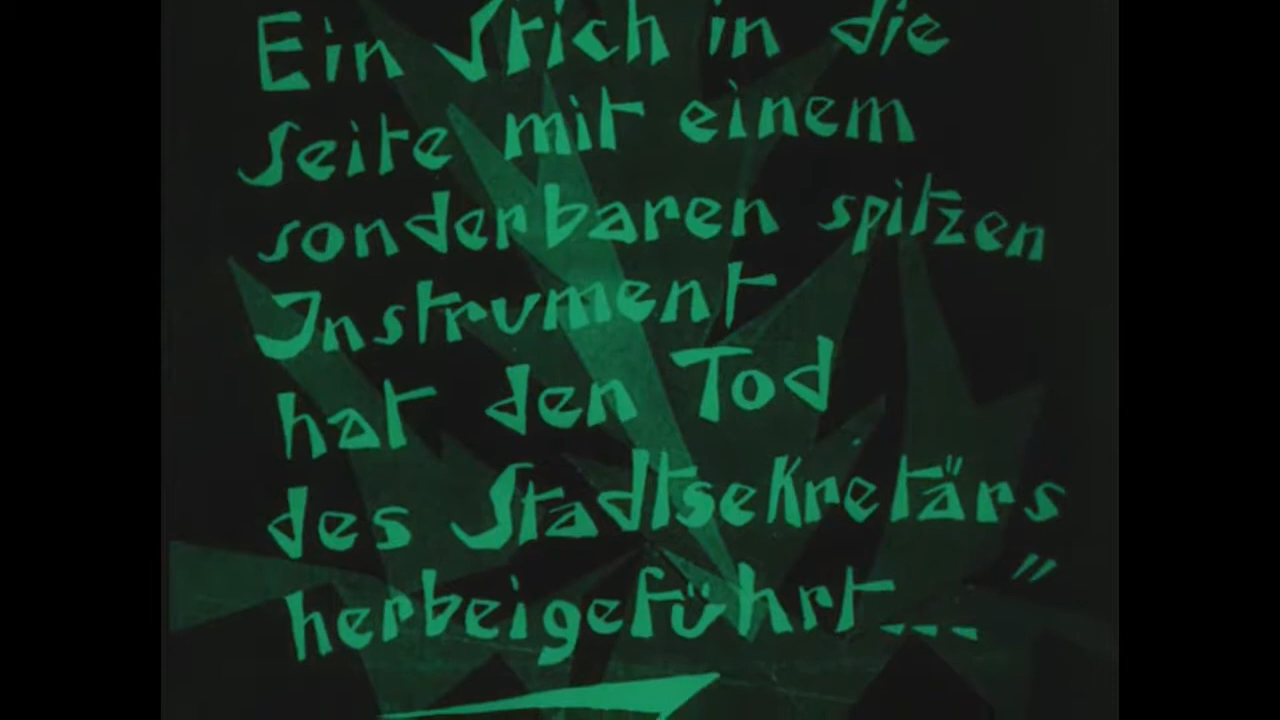 Ein Stich in die
Seite mit einem
sonderbaren spitzen
Instrument
hat den Tod
des Stadtsekretärs
herbeigeführt---"